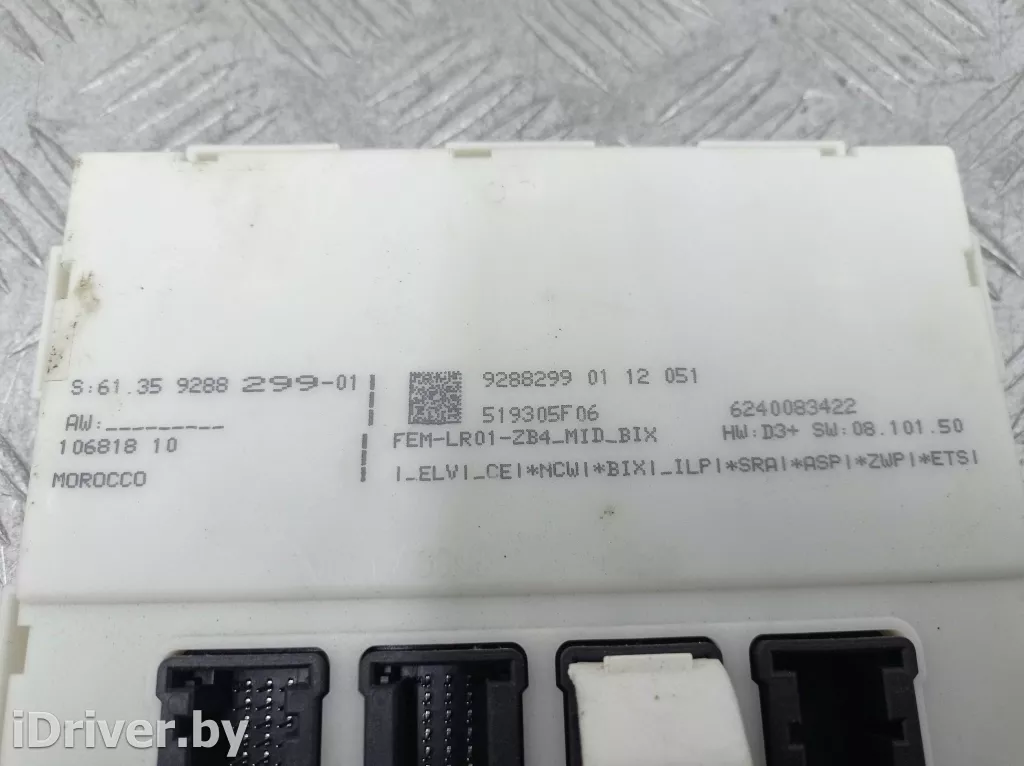 S:61.35 9288 299-01
AW:_________
106818 10
MOROCCO
9288299 01 12 051
519305F06
FEM-LR01-ZB4_MID_BIX
6240083422
HW:D3+ SW:08.101.50
|_ELV|_CE|*NCW|*BIX|_ILP|*SRA|*ASP|*ZWP|*ETS|
iDriver.by